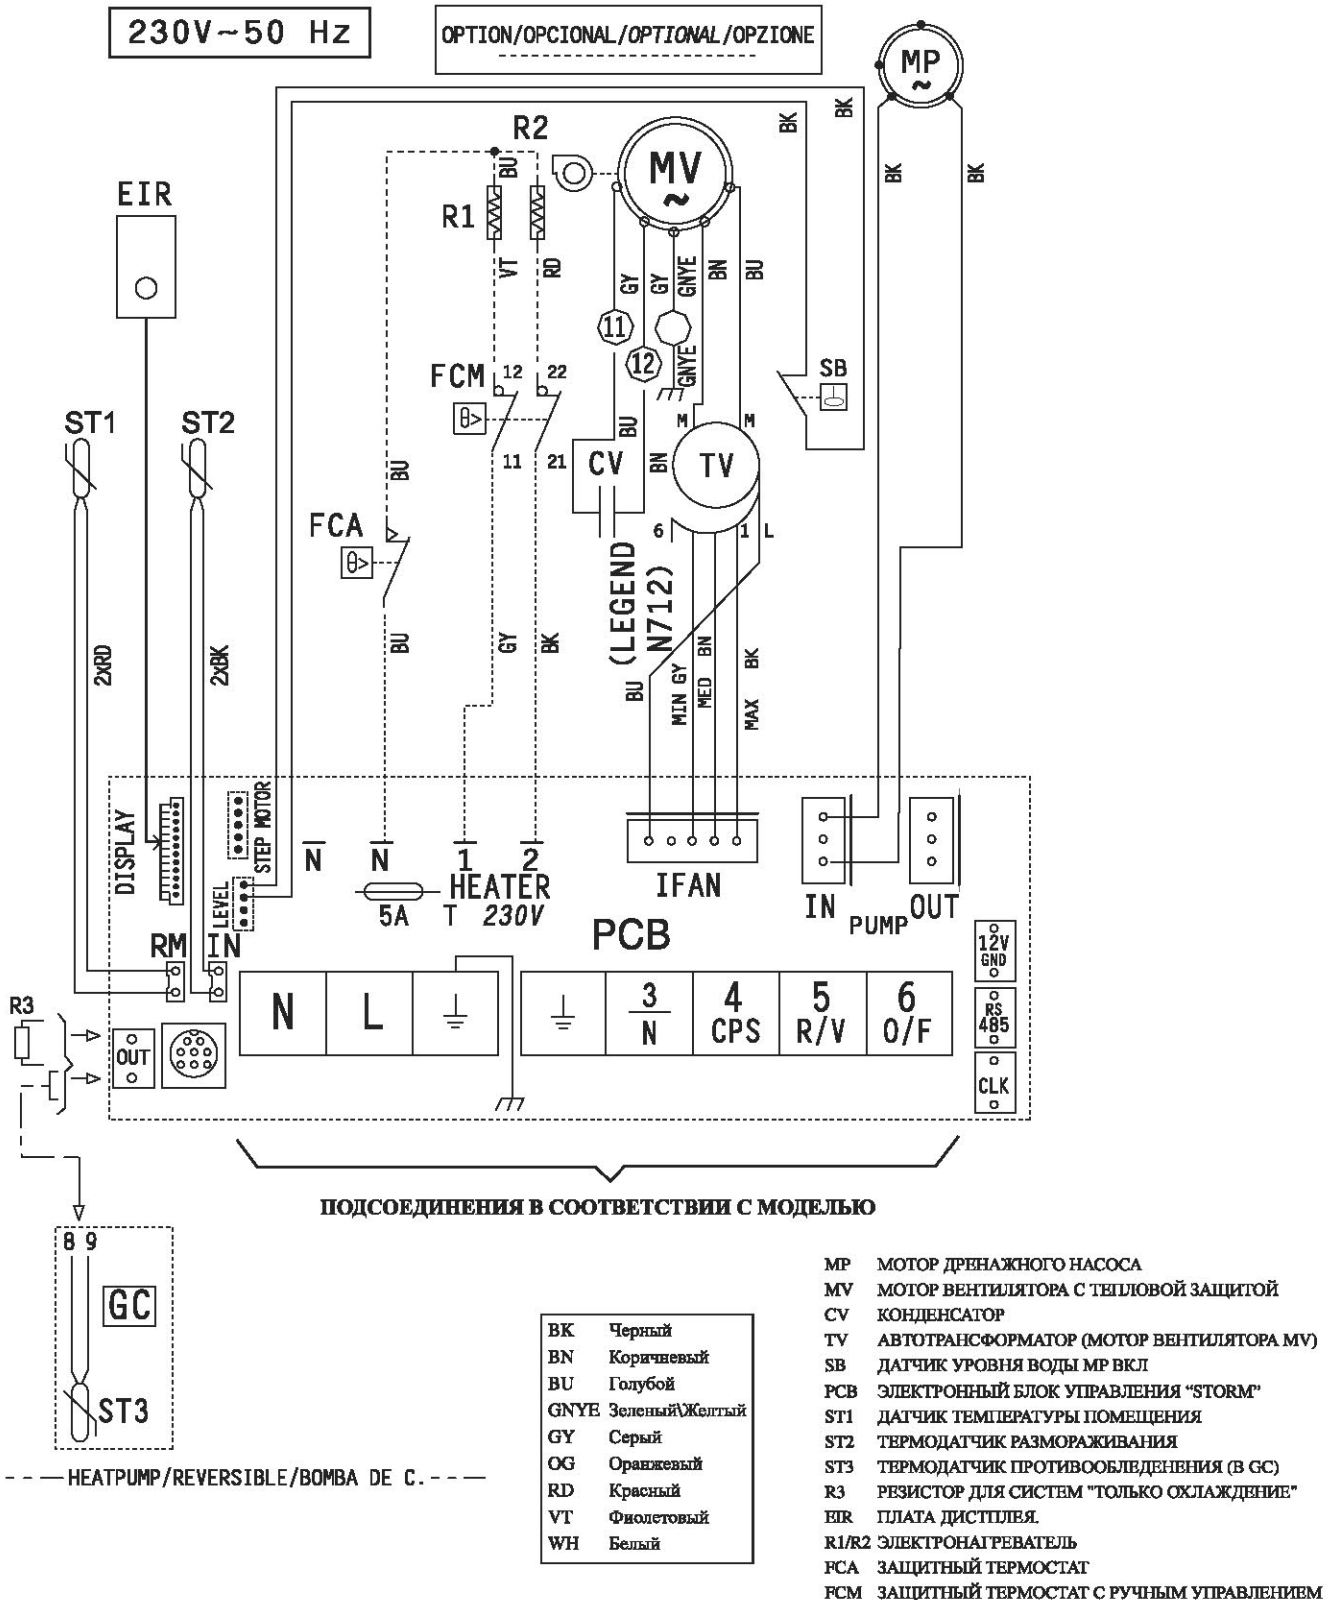 230V~50 Hz
OPTION/OPCIONAL/OPTIONAL/OPZIONE
MP
~
BK
BK
BK
BK
R2
BU
MV
~
EIR
R1
VT
RD
GY
GY
GNYE
BN
BU
11
12
GNYE
FCM
12
22
SB
ST1
ST2
11
21
BU
BU
CV
BN
M
M
TV
FCA
6
1
L
(LEGEND
N712)
2xRD
2xBK
BU
GY
BK
BU
MIN GY
MED BN
MAX BK
DISPLAY
STEP MOTOR
LEVEL
N
N
1
2
HEATER
5A
T 230V
IFAN
IN
PUMP
OUT
PCB
RM
IN
12V
GND
N
L
3
N
4
CPS
5
R/V
6
O/F
RS
485
CLK
R3
OUT
ПОДСОЕДИНЕНИЯ В СООТВЕТСТВИИ С МОДЕЛЬЮ
8 9
GC
ST3
HEATPUMP/REVERSIBLE/BOMBA DE C.
BK Черный
BN Коричневый
BU Голубой
GNYE Зеленый\Желтый
GY Серый
OG Оранжевый
RD Красный
VT Фиолетовый
WH Белый
MP МОТОР ДРЕНАЖНОГО НАСОСА
MV МОТОР ВЕНТИЛЯТОРА С ТЕПЛОВОЙ ЗАЩИТОЙ
CV КОНДЕНСАТОР
TV АВТОТРАНСФОРМАТОР (МОТОР ВЕНТИЛЯТОРА MV)
SB ДАТЧИК УРОВНЯ ВОДЫ МР ВКЛ
PCB ЭЛЕКТРОННЫЙ БЛОК УПРАВЛЕНИЯ “STORM”
ST1 ДАТЧИК ТЕМПЕРАТУРЫ ПОМЕЩЕНИЯ
ST2 ТЕРМОДАТЧИК РАЗМОРАЖИВАНИЯ
ST3 ТЕРМОДАТЧИК ПРОТИВООБЛЕДЕНЕНИЯ (В GC)
R3 РЕЗИСТОР ДЛЯ СИСТЕМ "ТОЛЬКО ОХЛАЖДЕНИЕ"
EIR ПЛАТА ДИСТПЛЕЯ.
R1/R2 ЭЛЕКТРОНАГРЕВАТЕЛЬ
FCA ЗАЩИТНЫЙ ТЕРМОСТАТ
FCM ЗАЩИТНЫЙ ТЕРМОСТАТ С РУЧНЫМ УПРАВЛЕНИЕМ